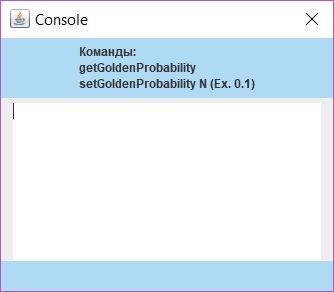 Console
Команды:
getGoldenProbability
setGoldenProbability N (Ex. 0.1)